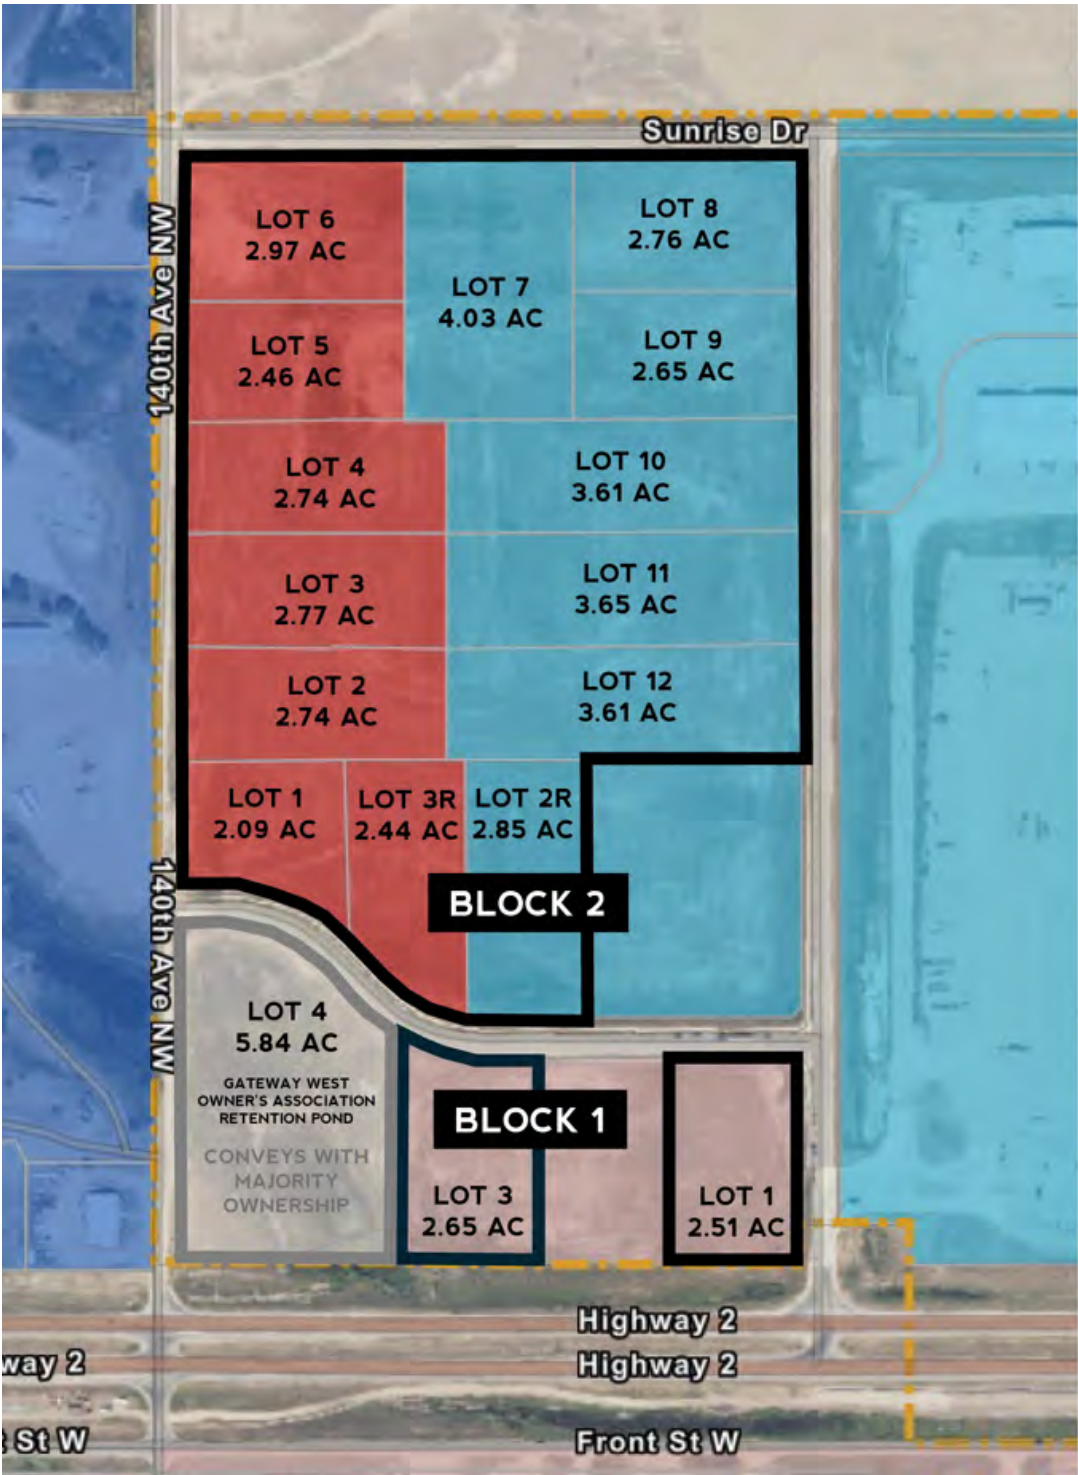 Sunrise Dr
140th Ave NW
LOT 6
2.97 AC
LOT 7
4.03 AC
LOT 8
2.76 AC
LOT 5
2.46 AC
LOT 9
2.65 AC
LOT 4
2.74 AC
LOT 10
3.61 AC
LOT 3
2.77 AC
LOT 11
3.65 AC
LOT 2
2.74 AC
LOT 12
3.61 AC
LOT 1
2.09 AC
LOT 3R
2.44 AC
LOT 2R
2.85 AC
BLOCK 2
140th Ave NW
LOT 4
5.84 AC
GATEWAY WEST
OWNER'S ASSOCIATION
RETENTION POND
CONVEYS WITH
MAJORITY
OWNERSHIP
BLOCK 1
LOT 3
2.65 AC
LOT 1
2.51 AC
Highway 2
way 2
Highway 2
St W
Front St W